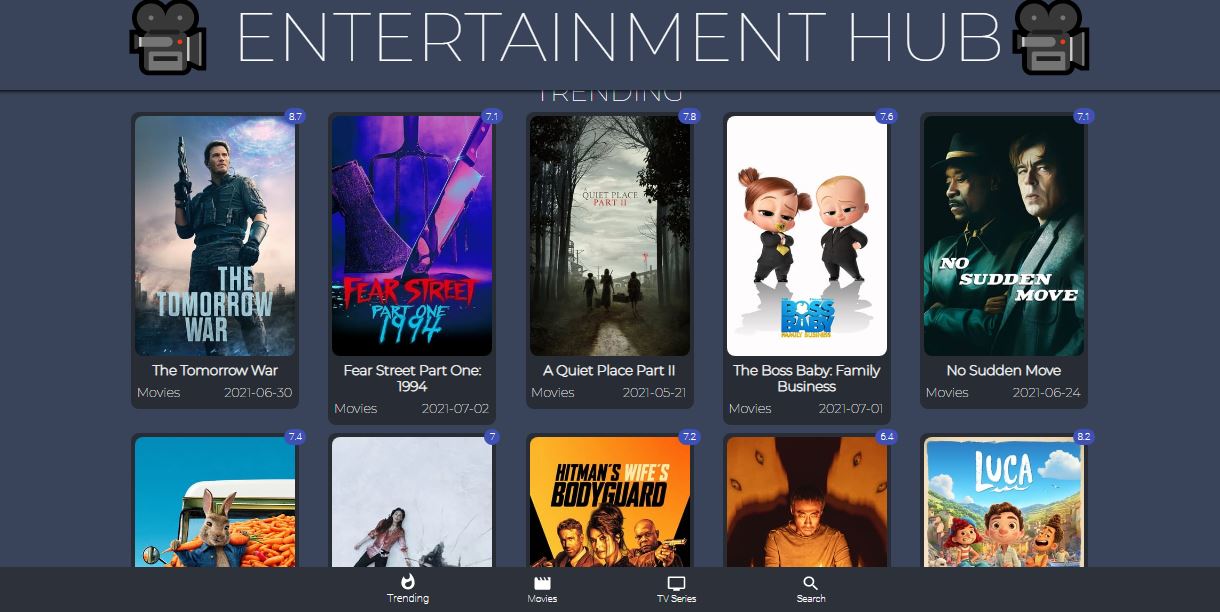 ENTERTAINMENT HUB
TRENDING
8.7
7.1
7.8
7.6
7.1
THE
TOMORROW
WAR
FEAR STREET
PART ONE
1994
A QUIET PLACE
PART II
THE BOSS
BABY
FAMILY BUSINESS
NO
SUDDEN
MOVE
The Tomorrow War
Movies 2021-06-30
Fear Street Part One:
1994
Movies 2021-07-02
A Quiet Place Part II
Movies 2021-05-21
The Boss Baby: Family
Business
Movies 2021-07-01
No Sudden Move
Movies 2021-06-24
7.4
7
7.2
6.4
8.2
HITMAN'S WIFE'S
BODYGUARD
LUCA
Trending
Movies
TV Series
Search